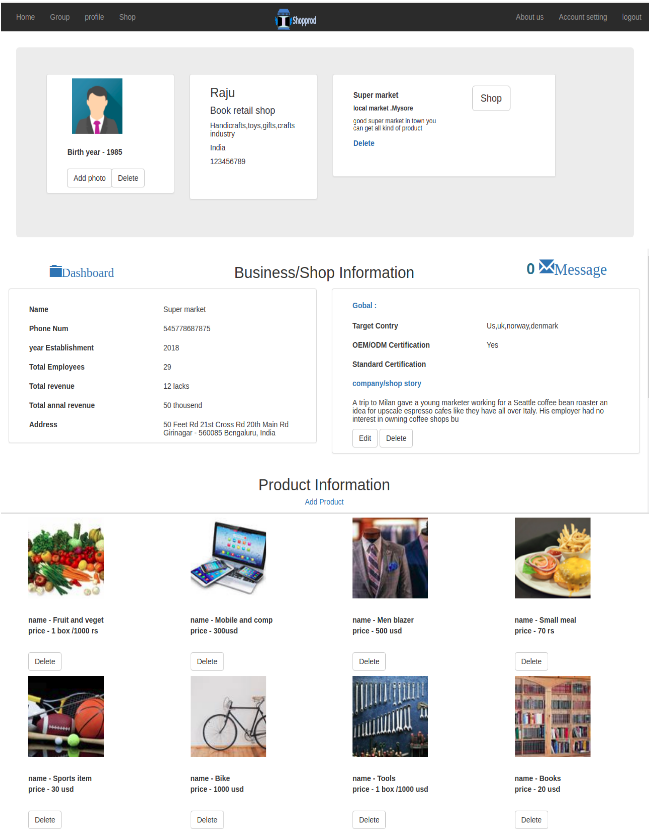 Home Group profile Shop Shopprod About us Account setting logout
Birth year - 1985
Add photo Delete
Raju
Book retail shop
Handicrafts,toys,gifts,crafts
industry
India
123456789
Super market
local market .Mysore
good super market in town you
can get all kind of product
Delete
Shop
Dashboard
Business/Shop Information
0 Message
Name Super market
Phone Num 545778687875
year Establishment 2018
Total Employees 29
Total revenue 12 lacks
Total annal revenue 50 thousend
Address 50 Feet Rd 21st Cross Rd 20th Main Rd
Girinagar - 560085 Bengaluru, India
Gobal :
Target Contry Us,uk,norway,denmark
OEM/ODM Certification Yes
Standard Certification
company/shop story
A trip to Milan gave a young marketer working for a Seattle coffee bean roaster an
idea for upscale espresso cafes like they have all over Italy. His employer had no
interest in owning coffee shops bu
Edit Delete
Product Information
Add Product
name - Fruit and veget
price - 1 box /1000 rs
Delete
name - Mobile and comp
price - 300usd
Delete
name - Men blazer
price - 500 usd
Delete
name - Small meal
price - 70 rs
Delete
name - Sports item
price - 30 usd
Delete
name - Bike
price - 1000 usd
Delete
name - Tools
price - 1 box /1000 usd
Delete
name - Books
price - 20 usd
Delete